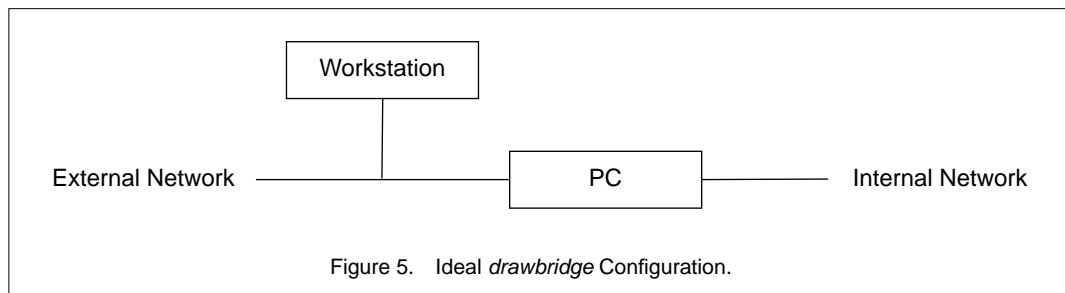 Workstation
External Network
PC
Internal Network
Figure 5. Ideal drawbridge Configuration.